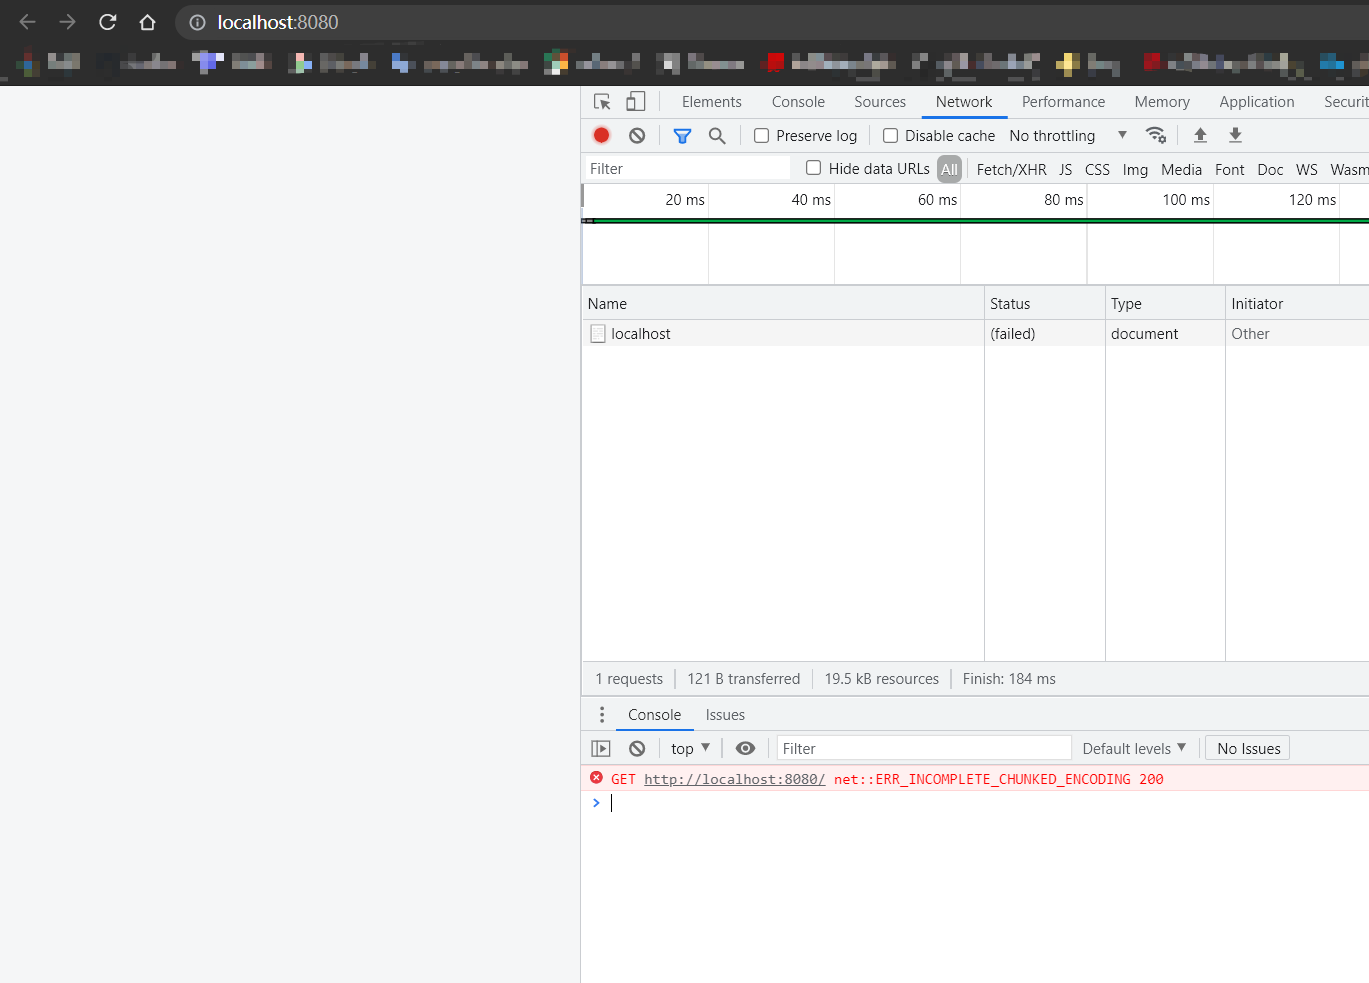 localhost:8080
Elements Console Sources Network Performance Memory Application Securit
Preserve log Disable cache No throttling
Filter Hide data URLs All Fetch/XHR JS CSS Img Media Font Doc WS Wasm
20 ms 40 ms 60 ms 80 ms 100 ms 120 ms
Name Status Type Initiator
localhost (failed) document Other
1 requests 121 B transferred 19.5 kB resources Finish: 184 ms
Console Issues
top Filter Default levels No Issues
GET http://localhost:8080/ net::ERR_INCOMPLETE_CHUNKED_ENCODING 200
>